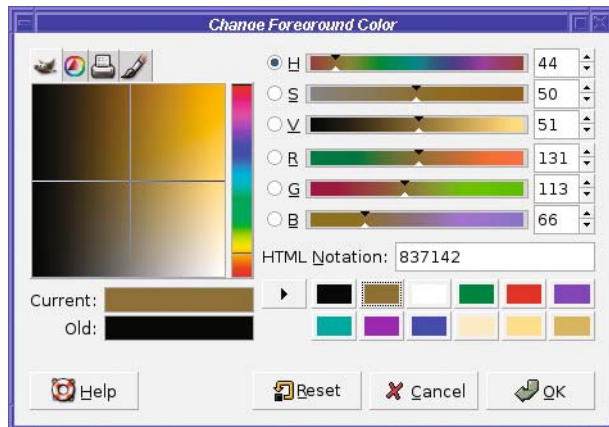 Change Foreground Color
H 44
S 50
V 51
R 131
G 113
B 66
HTML Notation: 837142
Current:
Old:
Help Reset Cancel OK